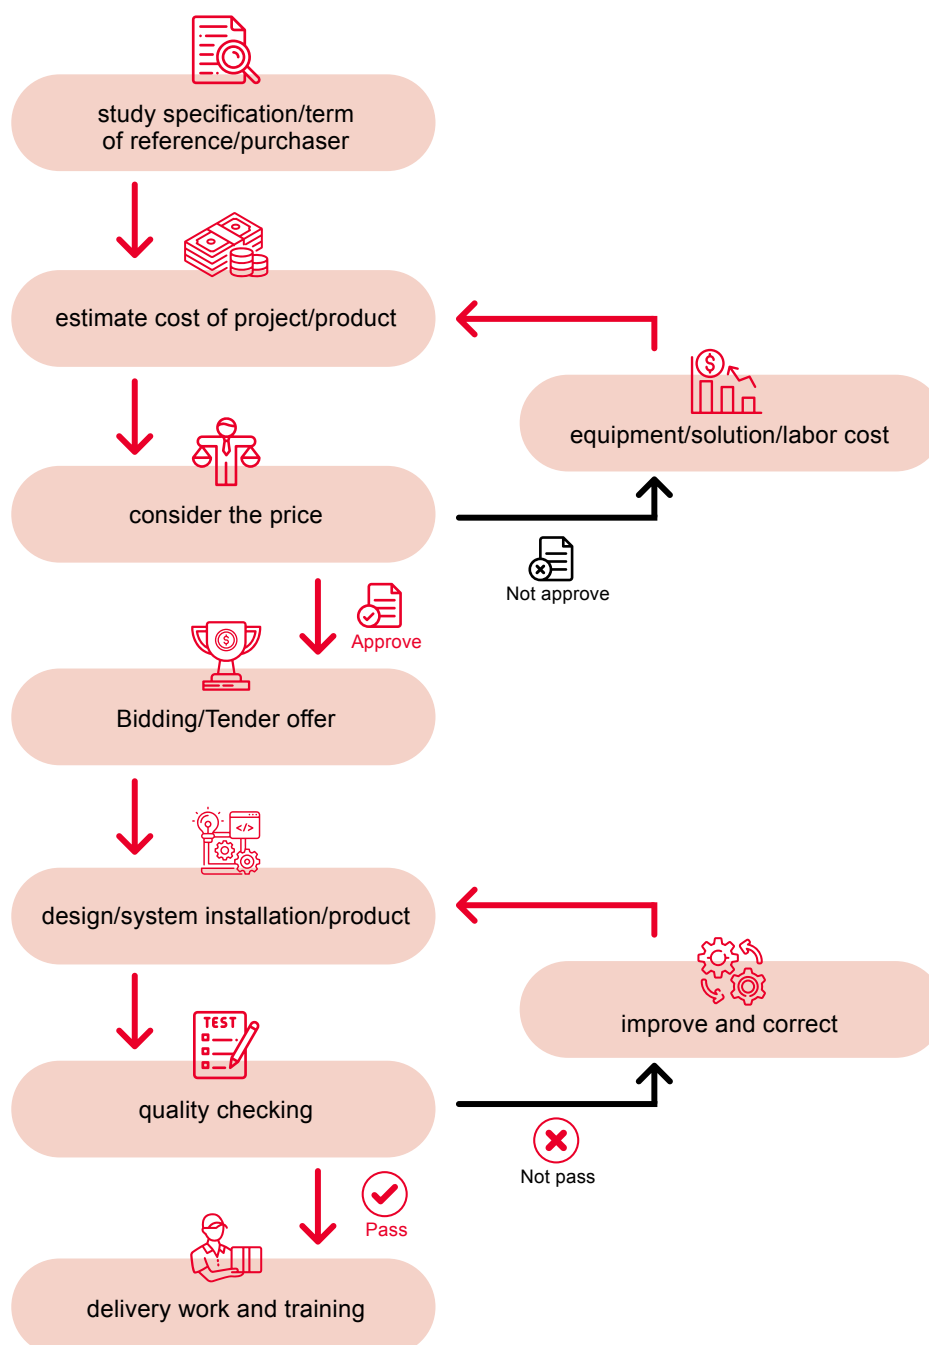 study specification/term
of reference/purchaser
estimate cost of project/product
$
equipment/solution/labor cost
consider the price
Not approve
Approve
$
Bidding/Tender offer
</>
design/system installation/product
improve and correct
TEST
quality checking
Not pass
Pass
delivery work and training